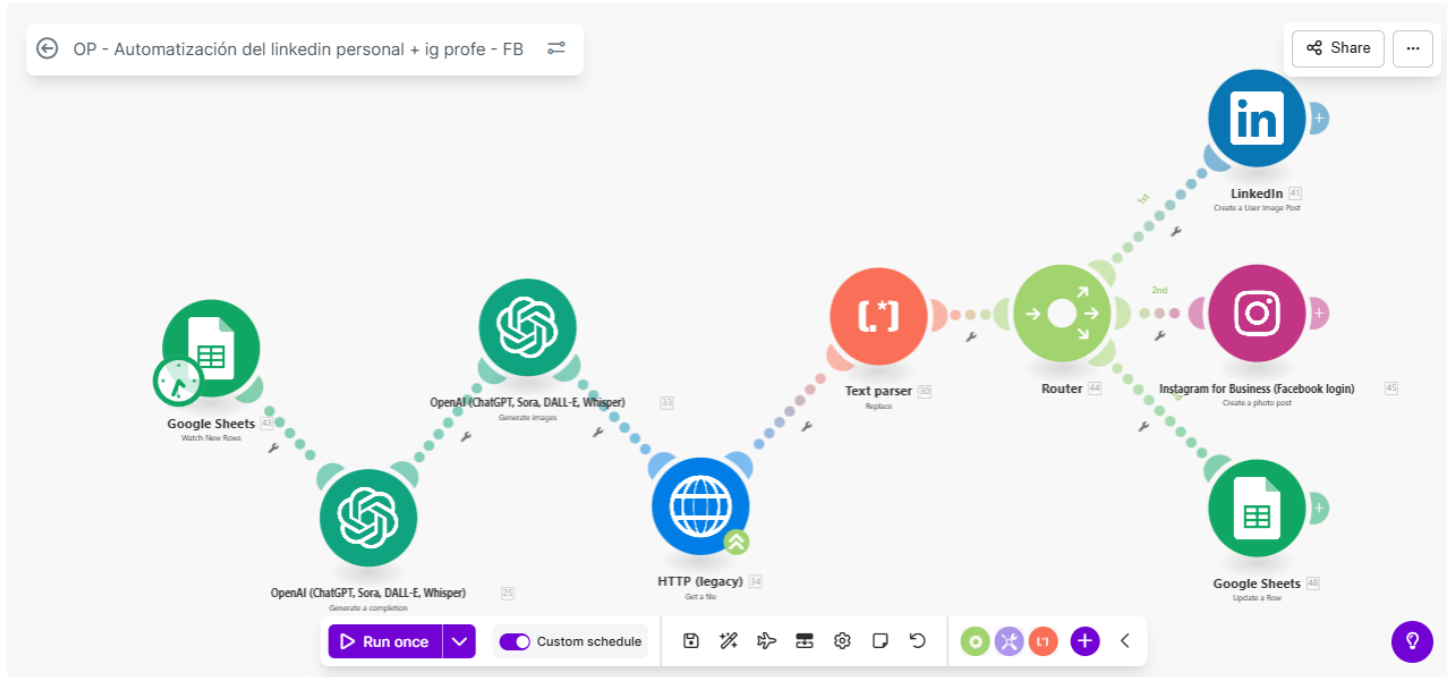 OP - Automatización del linkedin personal + ig profe - FB
Share
in
LinkedIn 41
Create a User Image Post
1st
2nd
Instagram for Business (Facebook login) 45
Create a photo post
Router 44
[.*]
Text parser 30
Replace
OpenAI (ChatGPT, Sora, DALL-E, Whisper) 33
Generate images
Google Sheets 43
Watch New Rows
HTTP (legacy) 34
Get a file
OpenAI (ChatGPT, Sora, DALL-E, Whisper) 25
Generate a completion
Google Sheets 48
Update a Row
Run once
Custom schedule